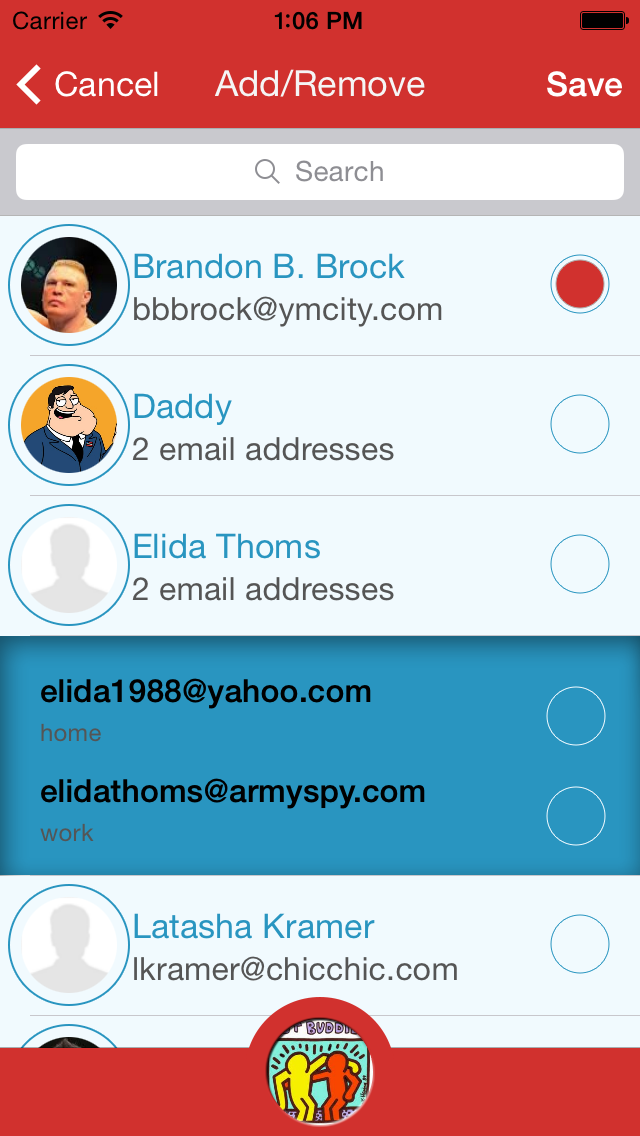 Carrier 1:06 PM
Cancel Add/Remove Save
Search
Brandon B. Brock
bbbrock@ymcity.com
Daddy
2 email addresses
Elida Thoms
2 email addresses
elida1988@yahoo.com
home
elidathoms@armyspy.com
work
Latasha Kramer
lkramer@chicchic.com
BUDDIE